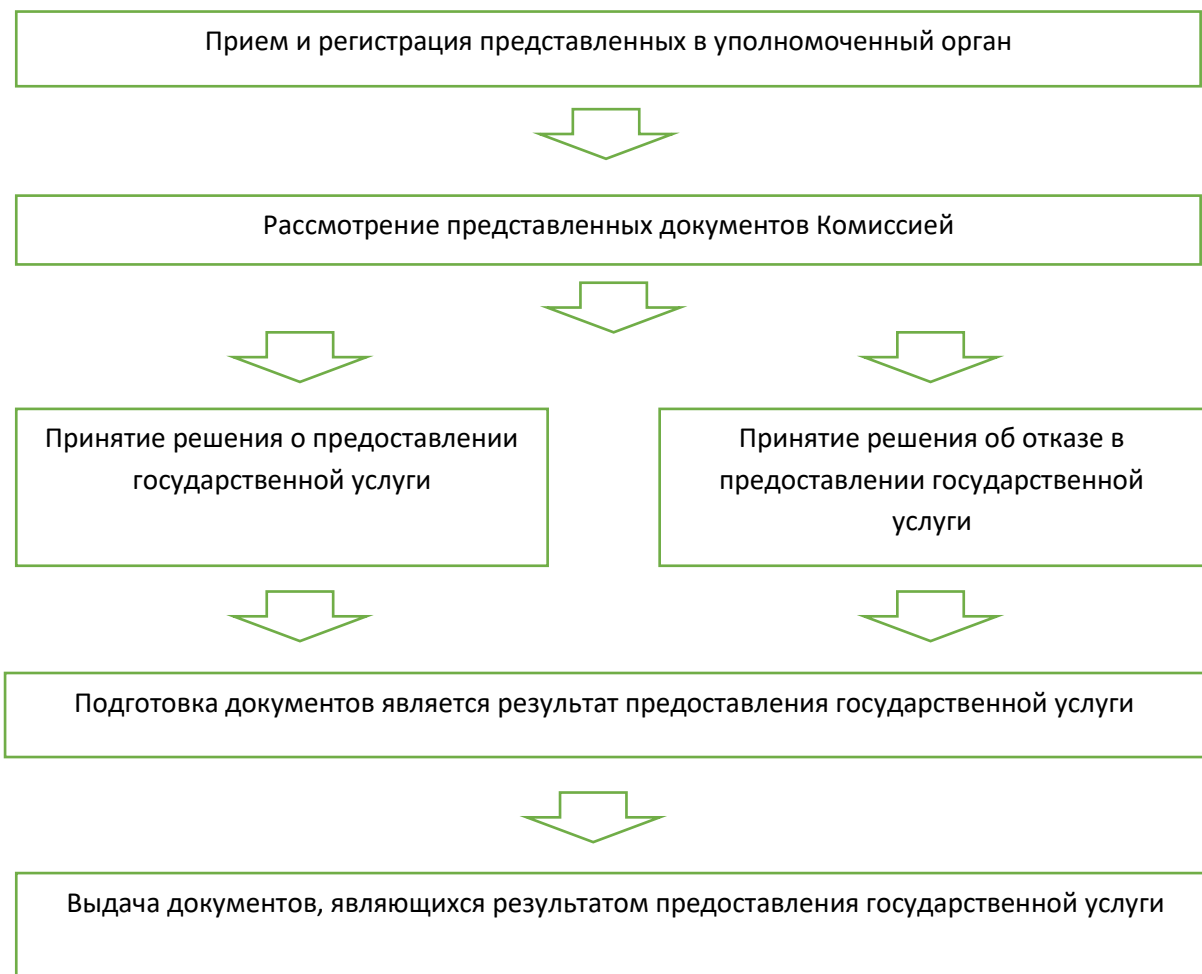 Прием и регистрация представленных в уполномоченный орган
Рассмотрение представленных документов Комиссией
Принятие решения о предоставлении
государственной услуги
Принятие решения об отказе в
предоставлении государственной
услуги
Подготовка документов является результат предоставления государственной услуги
Выдача документов, являющихся результатом предоставления государственной услуги